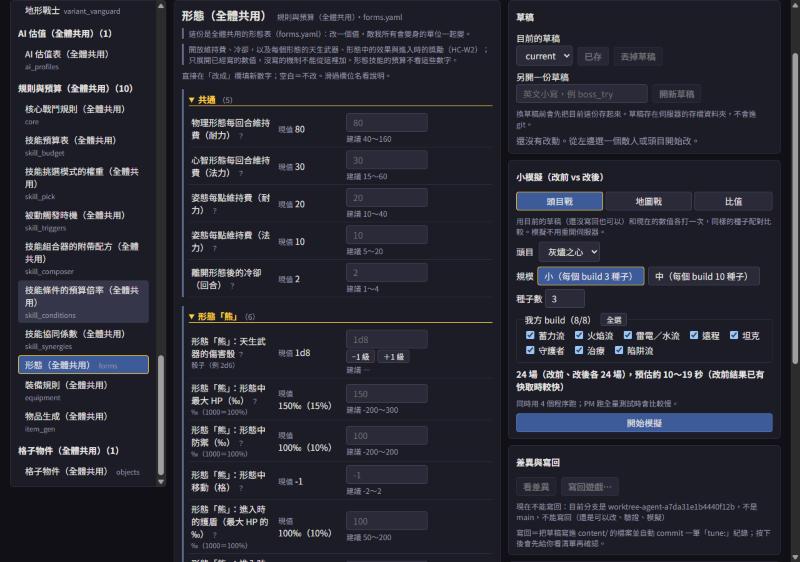 地形戰士 variant_vanguard
AI 估值（全體共用）（1）
AI 估值表（全體共用）
ai_profiles
規則與預算（全體共用）（10）
核心戰鬥規則（全體共用）
core
技能預算表（全體共用）
skill_budget
技能挑選模式的權重（全體共
用）
skill_pick
被動觸發時機（全體共用）
skill_triggers
技能組合器的附帶配方（全體
共用）
skill_composer
技能條件的預算倍率（全體共
用）
skill_conditions
技能協同係數（全體共用）
skill_synergies
形態（全體共用） forms
裝備規則（全體共用）
equipment
物品生成（全體共用）
item_gen
格子物件（全體共用）（1）
格子物件（全體共用） objects
形態（全體共用） 規則與預算（全體共用）・forms.yaml
這份是全體共用的形態表（forms.yaml）：改一個值，敵我所有會變身的單位一起變。
開放維持費、冷卻，以及每個形態的天生武器、形態中的效果與進入時的獎勵（HC-W2）；
只展開已經寫的數值，沒寫的機制不能從這裡加。形態技能的預算不看這些數字。
直接在「改成」欄填新數字；空白＝不改。滑過欄位名看說明。
▼ 共通 （5）
物理形態每回合維持
費（耐力） ?
現值 80
80
建議 40～160
心智形態每回合維持
費（法力） ?
現值 30
30
建議 15～60
姿態每點維持費（耐
力） ?
現值 20
20
建議 10～40
姿態每點維持費（法
力） ?
現值 10
10
建議 5～20
離開形態後的冷卻
（回合） ?
現值 2
2
建議 1～4
▼ 形態「熊」 （6）
形態「熊」：天生武
器的傷害骰 ?
骰子（例 2d6）
現值 1d8
1d8
−1 級 ＋1 級
建議 …
形態「熊」：形態中
最大 HP（‰） ?
‰（1000＝100%）
現值
150‰（15%）
150
建議 -200～300
形態「熊」：形態中
防禦（‰） ?
‰（1000＝100%）
現值
100‰（10%）
100
建議 -200～200
形態「熊」：形態中
移動（格） ?
現值 -1
-1
建議 -2～2
形態「熊」：進入時
的護盾（最大 HP 的
‰） ?
‰（1000＝100%）
現值
100‰（10%）
100
建議 50～200
草稿
目前的草稿
current 已存 丟掉草稿
另開一份草稿
英文小寫，例 boss_try 開新草稿
換草稿前會先把目前這份存起來。草稿存在伺服器的存檔資料夾，不會進
git。
還沒有改動。從左邊選一個敵人或頭目開始改。
小模擬（改前 vs 改後）
頭目戰 地圖戰 比值
用目前的草稿（還沒寫回也可以）和現在的數值各打一次，同樣的種子配對比
較。模擬不用重開伺服器。
頭目 灰爐之心
規模 小（每個 build 3 種子） 中（每個 build 10 種子）
種子數 3
我方 build（8/8） 全選
蓄力流 火焰流 雷電／水流 遠程 坦克
守護者 治療 陷阱流
24 場（改前、改後各 24 場），預估約 10～19 秒（改前結果已有
快取時較快）
同時用 4 個程序跑；PM 跑全量測試時會比較慢。
開始模擬
差異與寫回
看差異 寫回遊戲…
現在不能寫回：目前分支是 worktree-agent-a7da31e1b4440f12b，不是
main，不能寫回（還是可以改、驗證、模擬）
寫回＝把草稿寫進 content/ 的檔案並自動 commit 一筆「tune:」紀錄；按下
後會先給你看清單再確認。